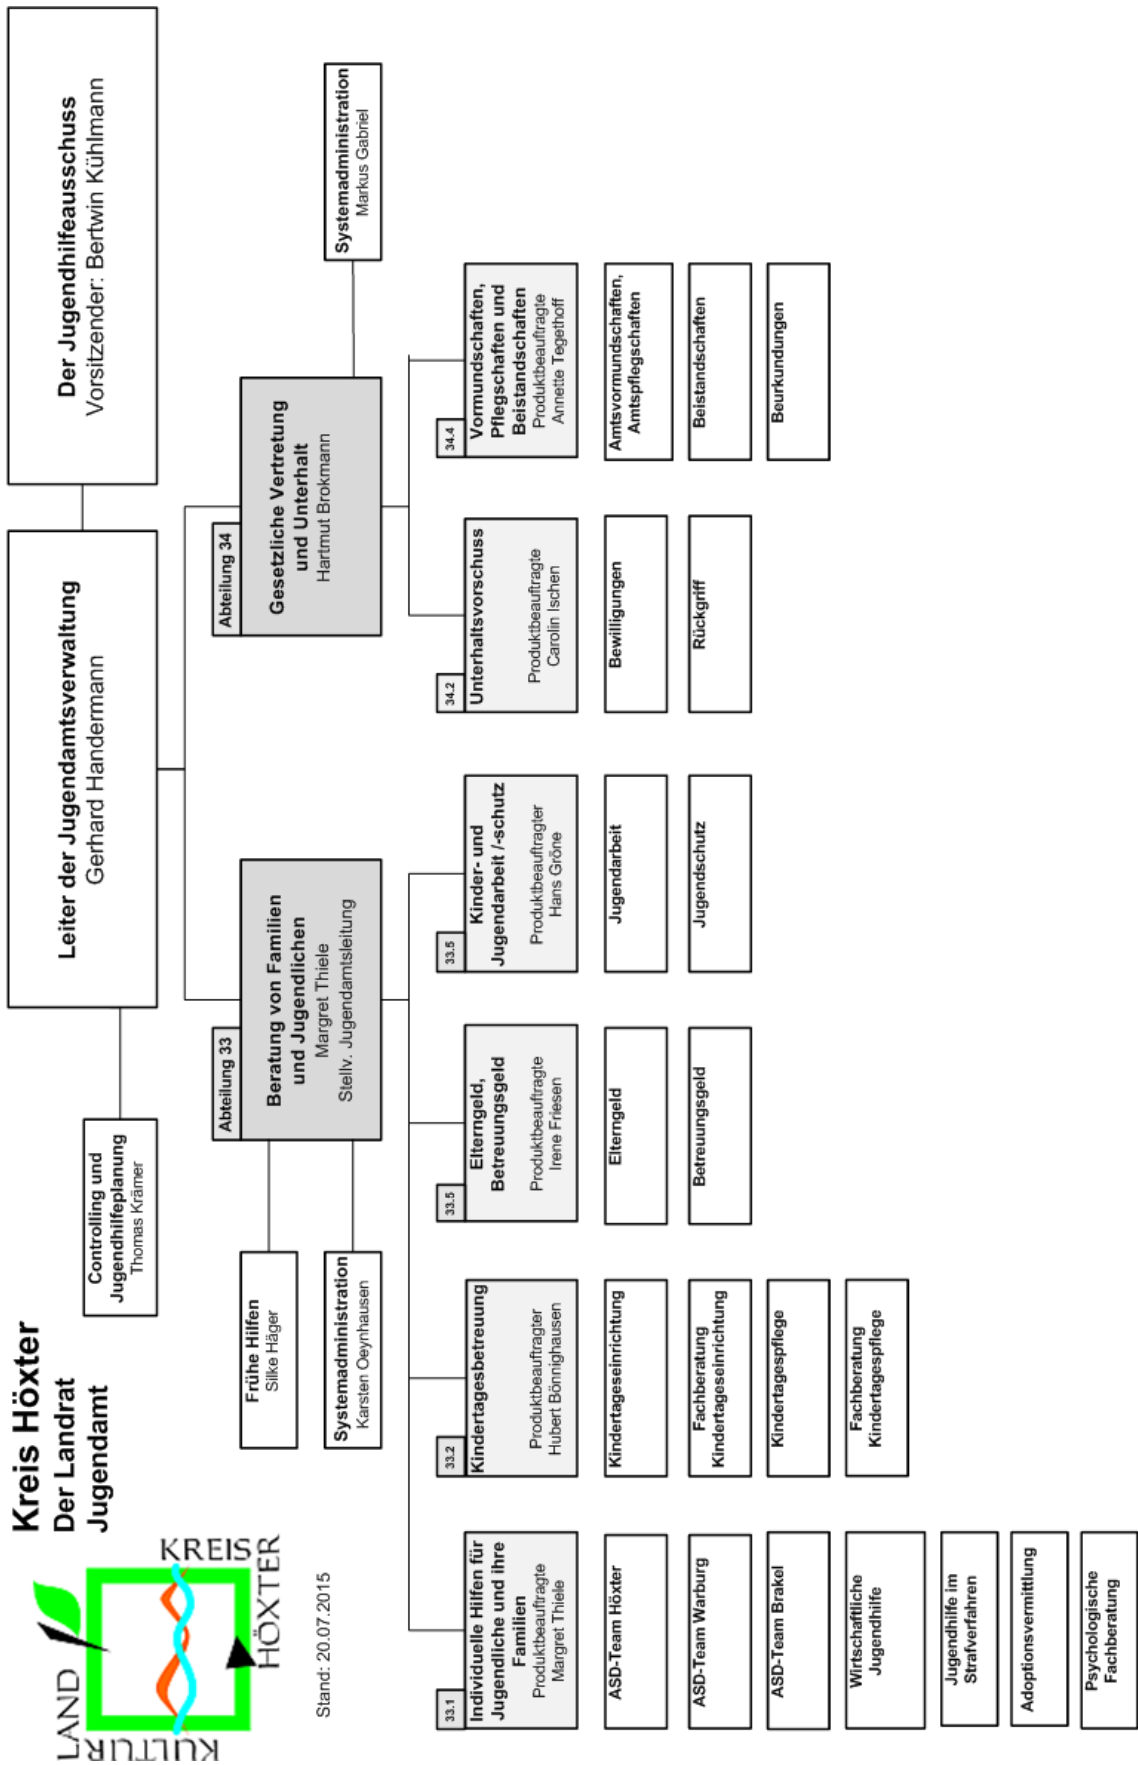 KULTUR
LAND
KREIS
HÖXTER
Kreis Höxter
Der Landrat
Jugendamt
Stand: 20.07.2015
Der Jugendhilfeausschuss
Vorsitzender: Bertwin Kühlmann
Leiter der Jugendamtsverwaltung
Gerhard Handermann
Controlling und
Jugendhilfeplanung
Thomas Krämer
Abteilung 33
Beratung von Familien
und Jugendlichen
Margret Thiele
Stellv. Jugendamtsleitung
Frühe Hilfen
Silke Häger
Systemadministration
Karsten Oeynhausen
Abteilung 34
Gesetzliche Vertretung
und Unterhalt
Hartmut Brokmann
Systemadministration
Markus Gabriel
33.1
Individuelle Hilfen für
Jugendliche und ihre
Familien
Produktbeauftragte
Margret Thiele
ASD-Team Höxter
ASD-Team Warburg
ASD-Team Brakel
Wirtschaftliche
Jugendhilfe
Jugendhilfe im
Strafverfahren
Adoptionsvermittlung
Psychologische
Fachberatung
33.2
Kindertagesbetreuung
Produktbeauftragter
Hubert Bönnighausen
Kindertageseinrichtung
Fachberatung
Kindertageseinrichtung
Kindertagespflege
Fachberatung
Kindertagespflege
33.5
Elterngeld,
Betreuungsgeld
Produktbeauftragte
Irene Friesen
Elterngeld
Betreuungsgeld
33.5
Kinder- und
Jugendarbeit /-schutz
Produktbeauftragter
Hans Gröne
Jugendarbeit
Jugendschutz
34.2
Unterhaltsvorschuss
Produktbeauftragte
Carolin Ischen
Bewilligungen
Rückgriff
34.4
Vormundschaften,
Pflegschaften und
Beistandschaften
Produktbeauftragte
Annette Tegethoff
Amtsvormundschaften,
Amtspflegschaften
Beistandschaften
Beurkundungen